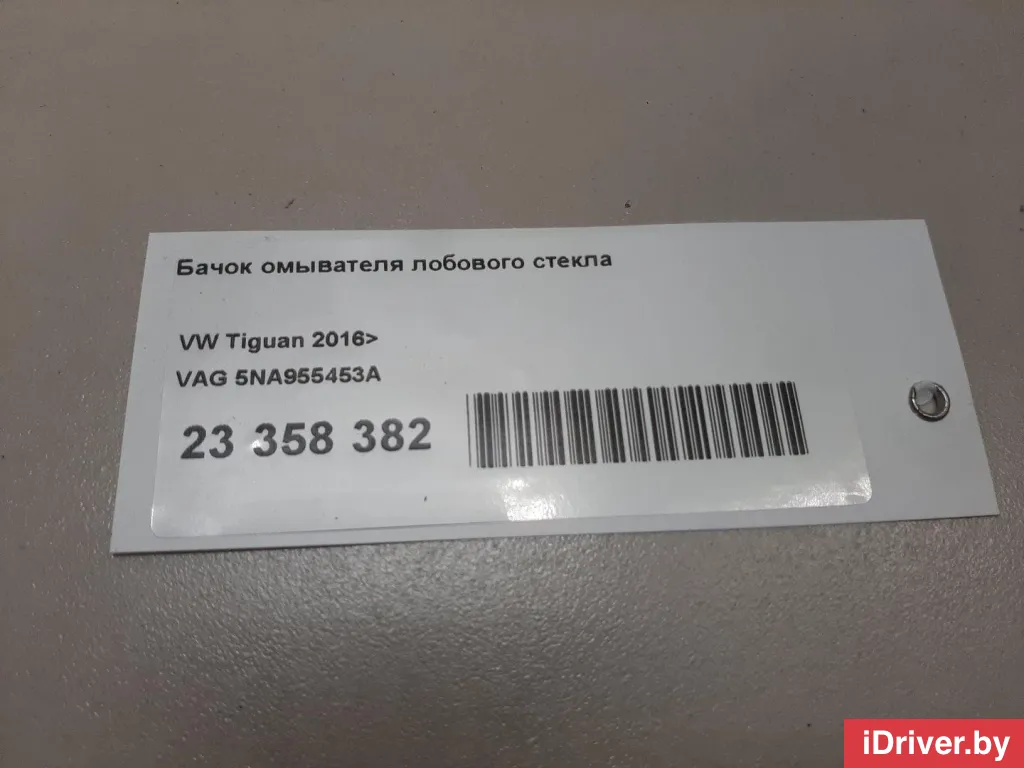 Бачок омывателя лобового стекла
VW Tiguan 2016>
VAG 5NA955453A
23 358 382
iDriver.by